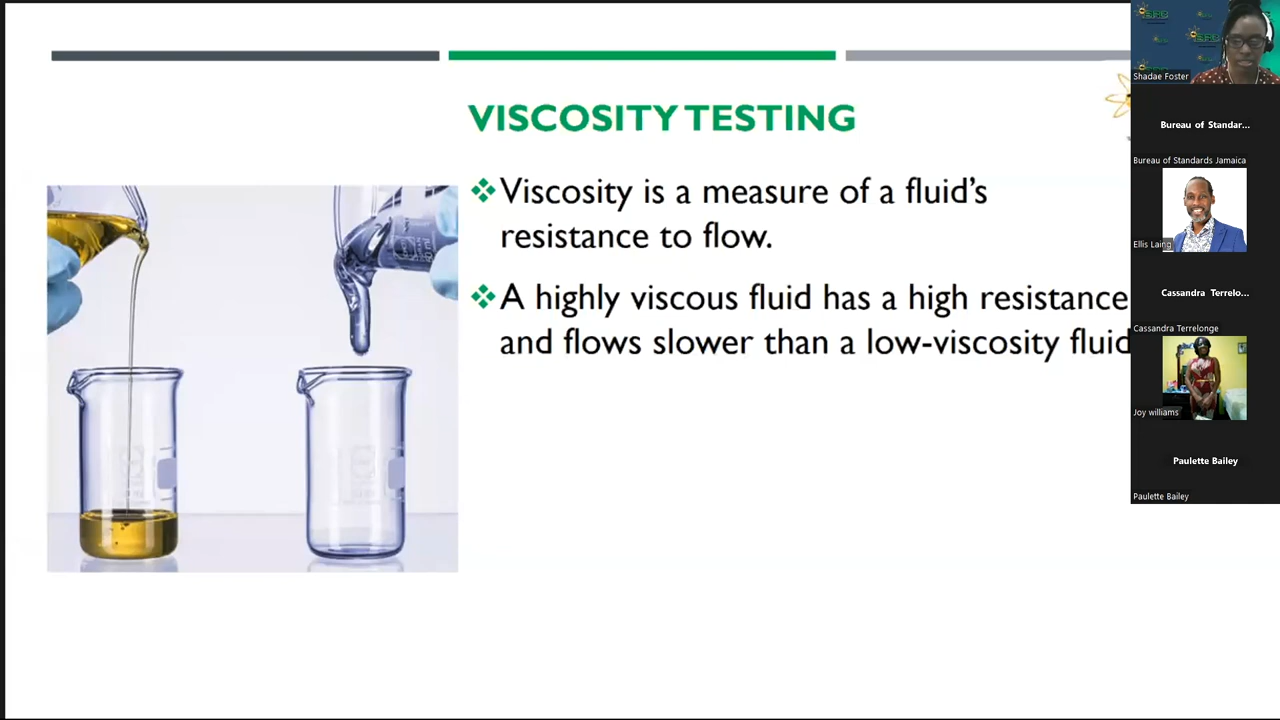 VISCOSITY TESTING
Viscosity is a measure of a fluid's
resistance to flow.
A highly viscous fluid has a high resistance
and flows slower than a low-viscosity fluid
Shadae Foster
Bureau of Standar...
Bureau of Standards Jamaica
Ellis Laing
Cassandra Terrelo...
Cassandra Terrelonge
Joy williams
Paulette Bailey
Paulette Bailey